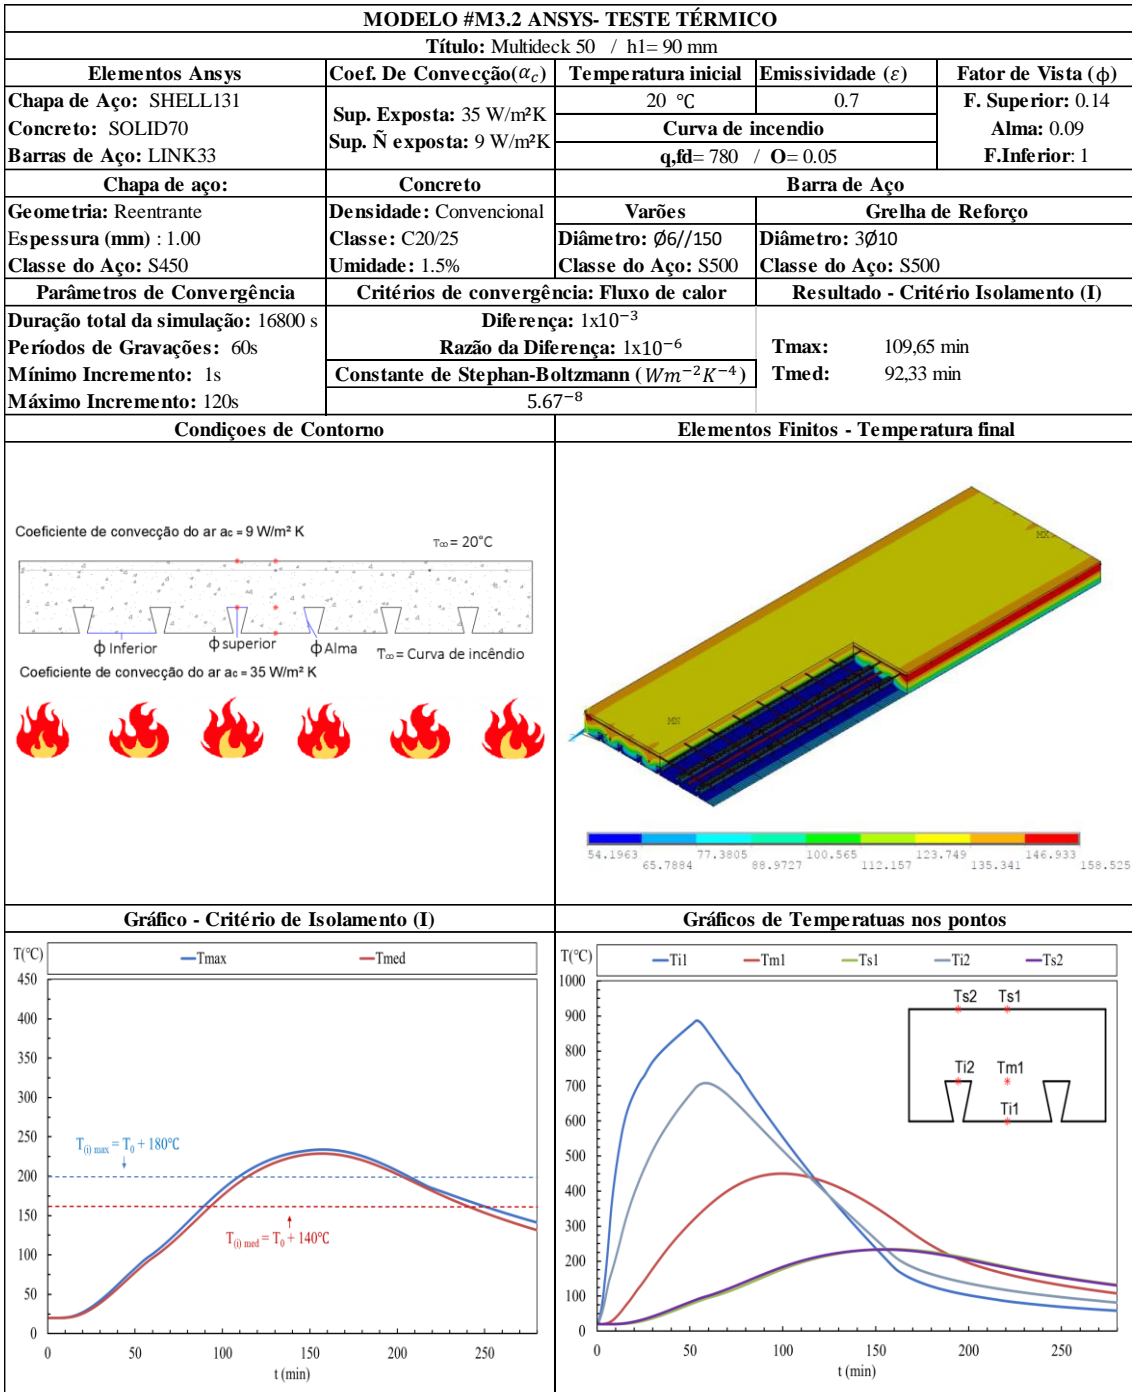 MODELO #M3.2 ANSYS- TESTE TÉRMICO
Título: Multideck 50 / h1= 90 mm
Elementos Ansys
Coef. De Convecção(α_c)
Temperatura inicial
Emissividade (ε)
Fator de Vista (ϕ)
Chapa de Aço: SHELL131
Concreto: SOLID70
Barras de Aço: LINK33
Sup. Exposta: 35 W/m²K
Sup. Ñ exposta: 9 W/m²K
20 °C
0.7
Curva de incendio
q,fd= 780 / O= 0.05
F. Superior: 0.14
Alma: 0.09
F.Inferior: 1
Chapa de aço:
Concreto
Barra de Aço
Geometria: Reentrante
Espessura (mm) : 1.00
Classe do Aço: S450
Densidade: Convencional
Classe: C20/25
Umidade: 1.5%
Varões
Diâmetro: Ø6//150
Classe do Aço: S500
Grelha de Reforço
Diâmetro: 3Ø10
Classe do Aço: S500
Parâmetros de Convergência
Critérios de convergência: Fluxo de calor
Resultado - Critério Isolamento (I)
Duração total da simulação: 16800 s
Períodos de Gravações: 60s
Mínimo Incremento: 1s
Máximo Incremento: 120s
Diferença: 1x10⁻³
Razão da Diferença: 1x10⁻⁶
Constante de Stephan-Boltzmann (Wm⁻²K⁻⁴)
5.67⁻⁸
Tmax: 109,65 min
Tmed: 92,33 min
Condiçoes de Contorno
Elementos Finitos - Temperatura final
Coeficiente de convecção do ar ac = 9 W/m² K
T∞ = 20°C
ϕ Inferior
ϕ superior
ϕ Alma
T∞ = Curva de incêndio
Coeficiente de convecção do ar ac = 35 W/m² K
MX
MN
54.1963 77.3805 100.565 123.749 146.933
65.7884 88.9727 112.157 135.341 158.525
Gráfico - Critério de Isolamento (I)
Gráficos de Temperatuas nos pontos
T(°C)
Tmax Tmed
450
400
350
300
250
200
150
100
50
0
T(i) max = T0 + 180°C
T(i) med = T0 + 140°C
0 50 100 150 200 250
t (min)
T(°C)
Ti1 Tm1 Ts1 Ti2 Ts2
1000
900
800
700
600
500
400
300
200
100
0
Ts2 Ts1
Ti2 Tm1
Ti1
0 50 100 150 200 250
t (min)